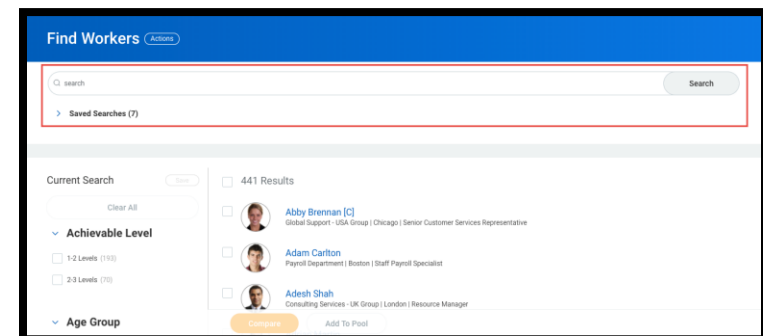 Find Workers Actions
search Search
Saved Searches (7)
Current Search Save
441 Results
Clear All
Abby Brennan [C]
Global Support - USA Group | Chicago | Senior Customer Services Representative
Achievable Level
Adam Carlton
Payroll Department | Boston | Staff Payroll Specialist
1-2 Levels (193)
2-3 Levels (70)
Adesh Shah
Consulting Services - UK Group | London | Resource Manager
Age Group
Compare Add To Pool